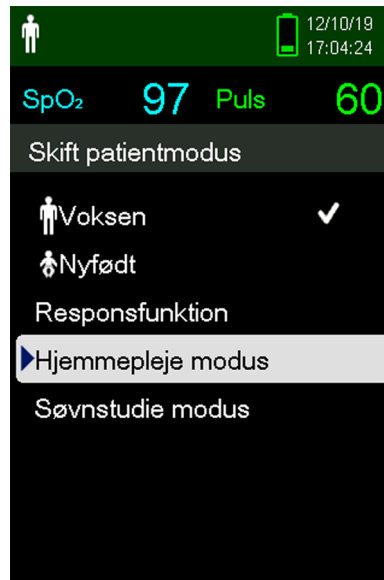 12/10/19
17:04:24
SpO₂ 97 Puls 60
Skift patientmodus
Voksen
Nyfødt
Responsfunktion
Hjemmepleje modus
Søvnstudie modus